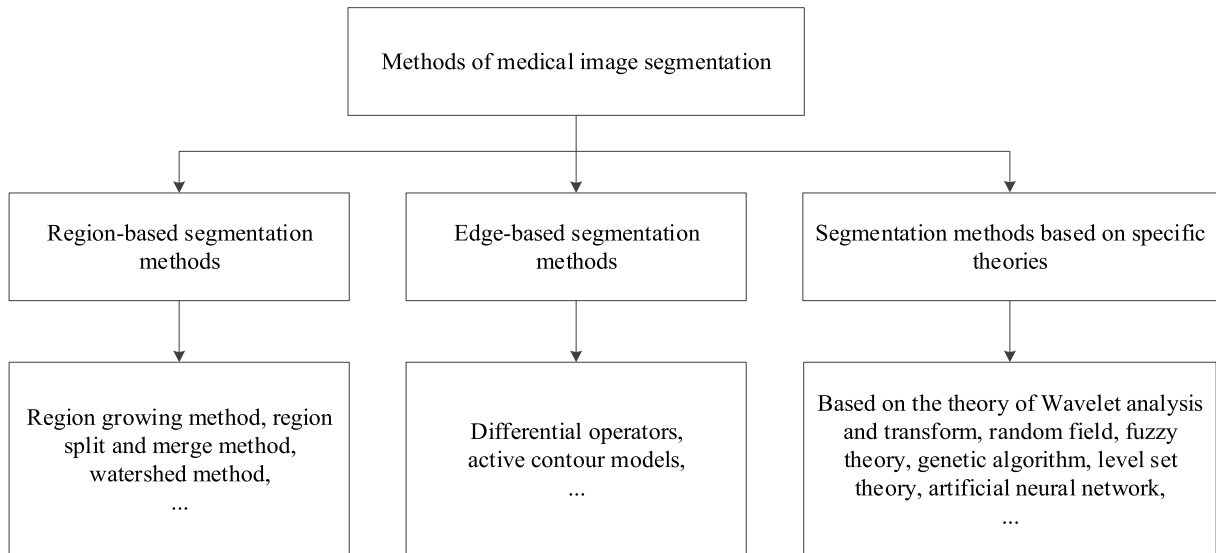 Methods of medical image segmentation
Region-based segmentation
methods
Edge-based segmentation
methods
Segmentation methods based on specific
theories
Region growing method, region
split and merge method,
watershed method,
...
Differential operators,
active contour models,
...
Based on the theory of Wavelet analysis
and transform, random field, fuzzy
theory, genetic algorithm, level set
theory, artificial neural network,
...